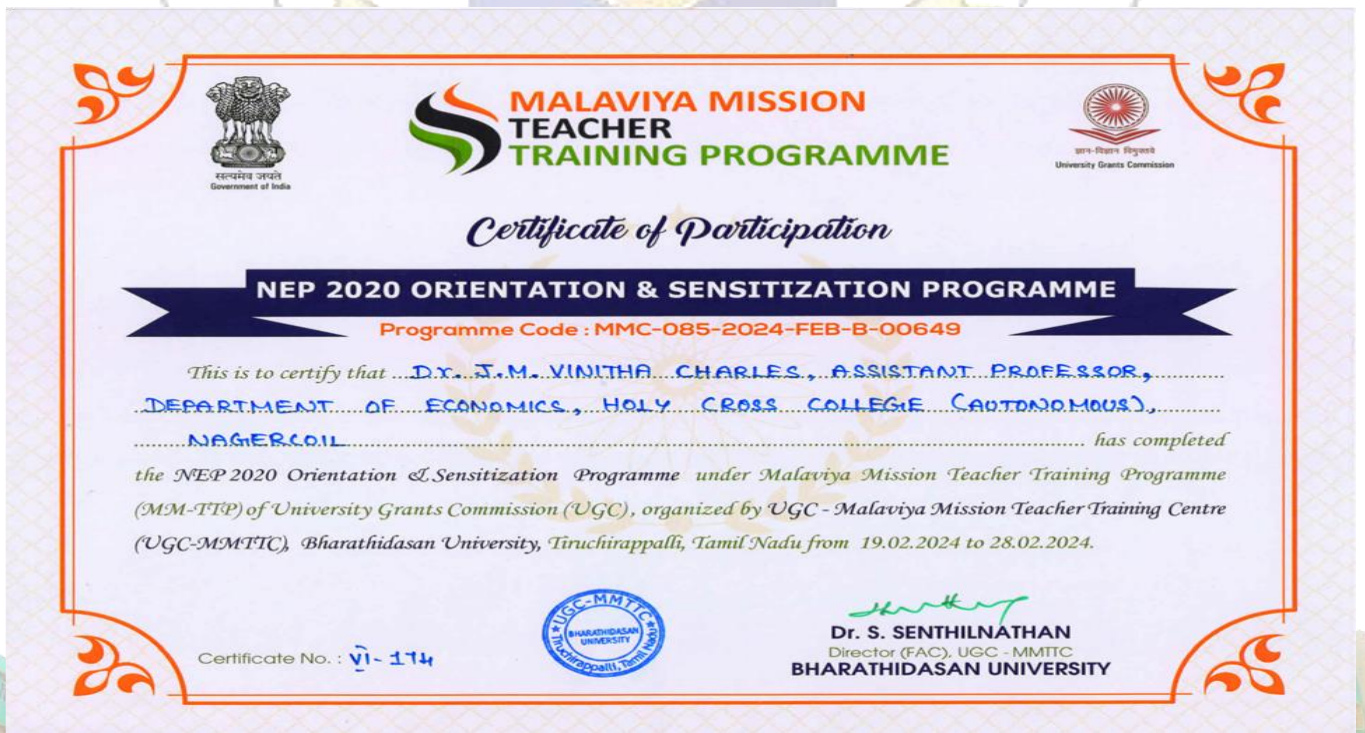 सत्यमेव जयते
Government of India
MALAVIYA MISSION
TEACHER
TRAINING PROGRAMME
ज्ञान-विज्ञान विमुक्तये
University Grants Commission
Certificate of Participation
NEP 2020 ORIENTATION & SENSITIZATION PROGRAMME
Programme Code : MMC-085-2024-FEB-B-00649
This is to certify that Dr. J.M. VINITHA CHARLES, ASSISTANT PROFESSOR,
DEPARTMENT OF ECONOMICS, HOLY CROSS COLLEGE (AUTONOMOUS),
NAGERCOIL has completed
the NEP 2020 Orientation & Sensitization Programme under Malaviya Mission Teacher Training Programme
(MM-TTP) of University Grants Commission (UGC), organized by UGC - Malaviya Mission Teacher Training Centre
(UGC-MMTTC), Bharathidasan University, Tiruchirappalli, Tamil Nadu from 19.02.2024 to 28.02.2024.
UGC-MMTTC
BHARATHIDASAN
UNIVERSITY
Tiruchirappalli, Tamil Nadu
Dr. S. SENTHILNATHAN
Director (FAC), UGC - MMTTC
BHARATHIDASAN UNIVERSITY
Certificate No. : VI - 174